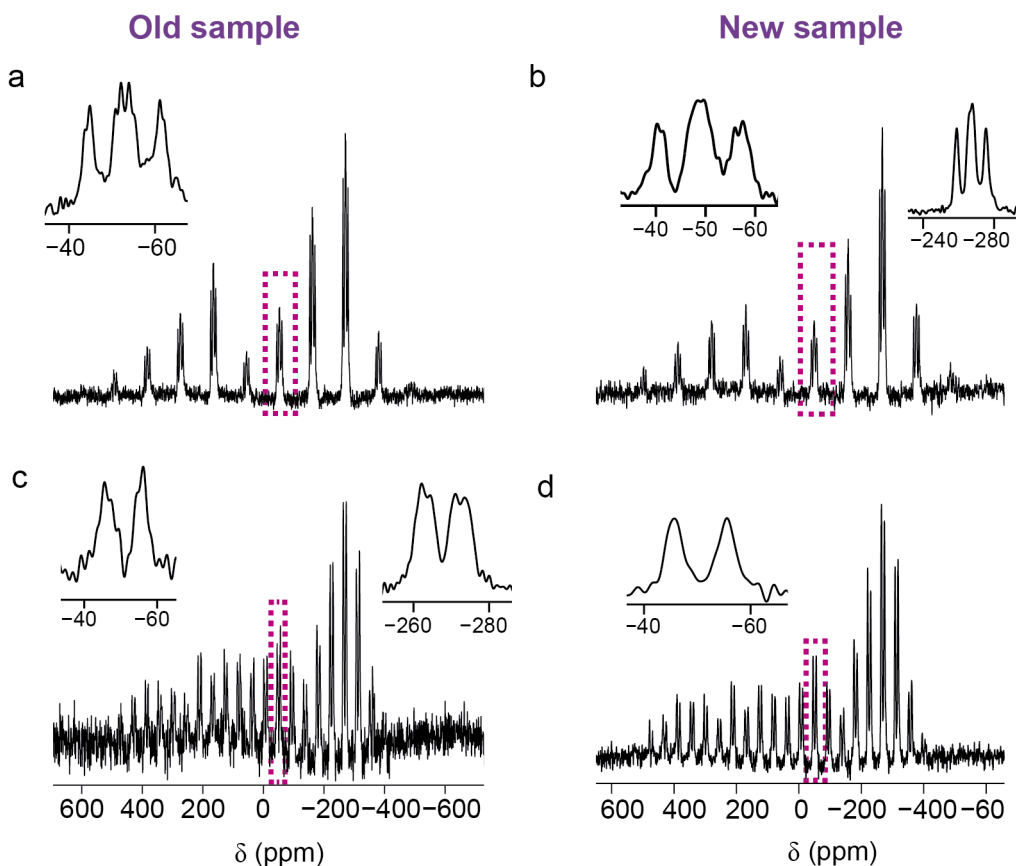 Old sample
New sample
a
b
−40 −60
−40 −50 −60
−240 −280
c
d
−40 −60
−260 −280
−40 −60
600 400 200 0 −200 −400 −600
600 400 200 0 −200 −400 −60
δ (ppm)
δ (ppm)